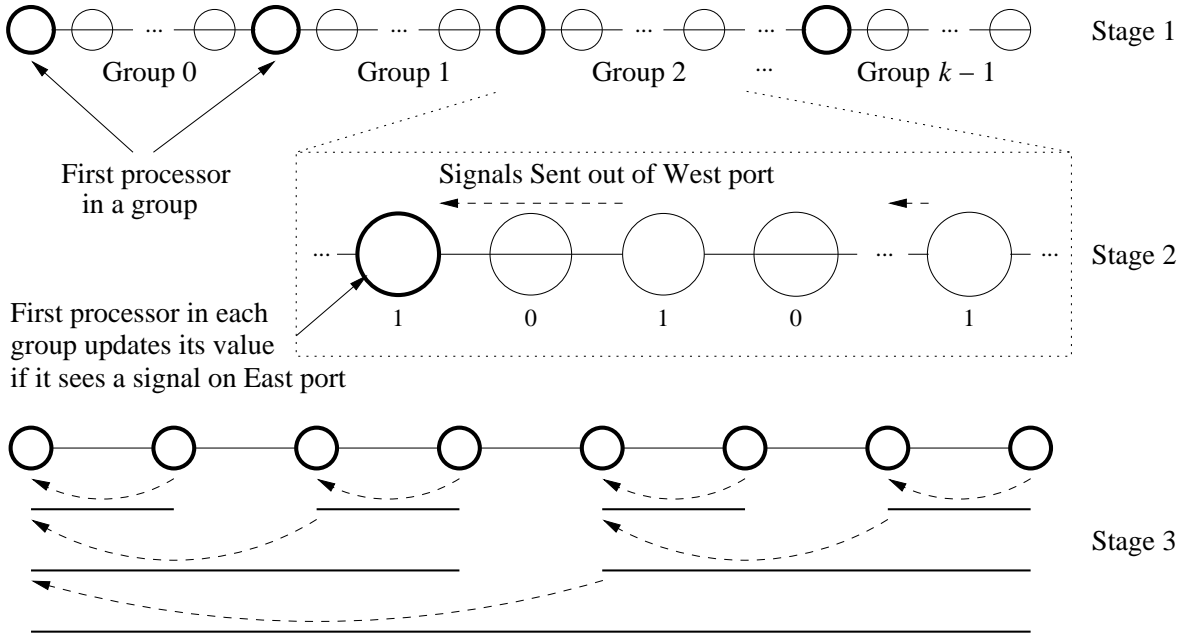 ... ... ... ... ... Stage 1
Group 0 Group 1 Group 2 ... Group k – 1
First processor
in a group
Signals Sent out of West port
... ... ... Stage 2
1 0 1 0 1
First processor in each
group updates its value
if it sees a signal on East port
Stage 3